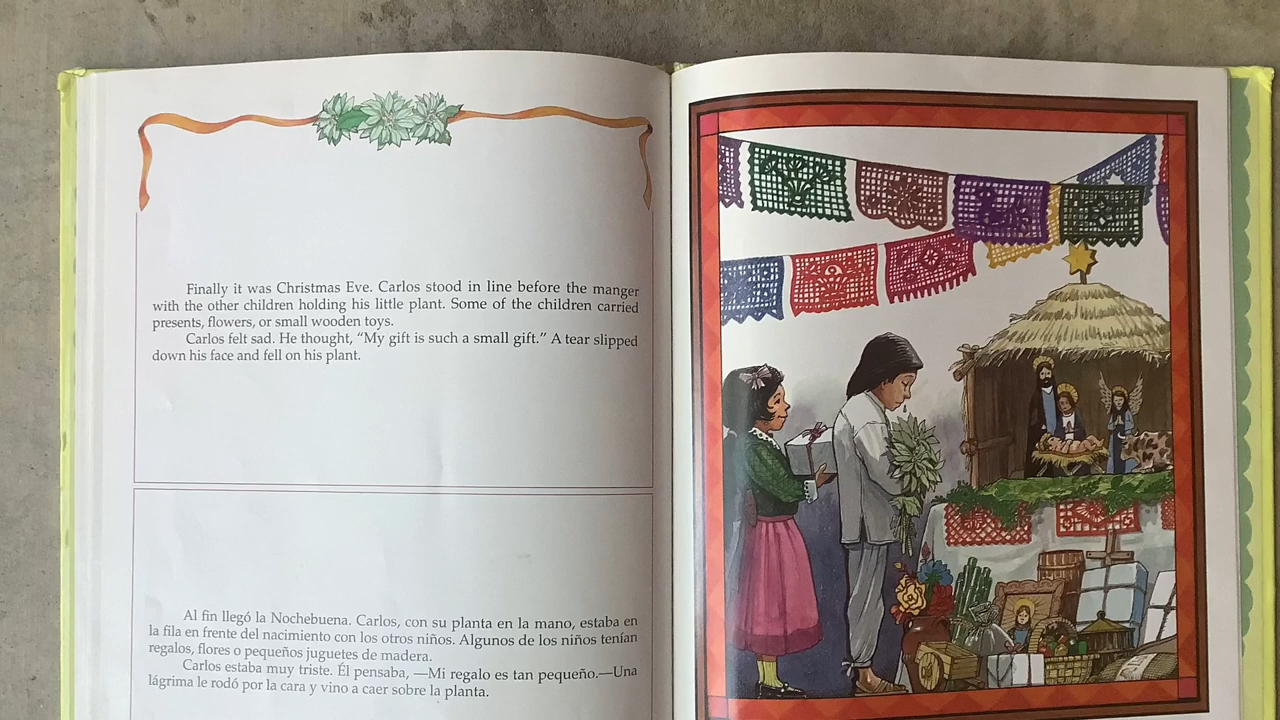 Finally it was Christmas Eve. Carlos stood in line before the manger
with the other children holding his little plant. Some of the children carried
presents, flowers, or small wooden toys.
Carlos felt sad. He thought, “My gift is such a small gift.” A tear slipped
down his face and fell on his plant.
Al fin llegó la Nochebuena. Carlos, con su planta en la mano, estaba en
la fila en frente del nacimiento con los otros niños. Algunos de los niños tenían
regalos, flores o pequeños juguetes de madera.
Carlos estaba muy triste. Él pensaba, —Mi regalo es tan pequeño.—Una
lágrima le rodó por la cara y vino a caer sobre la planta.